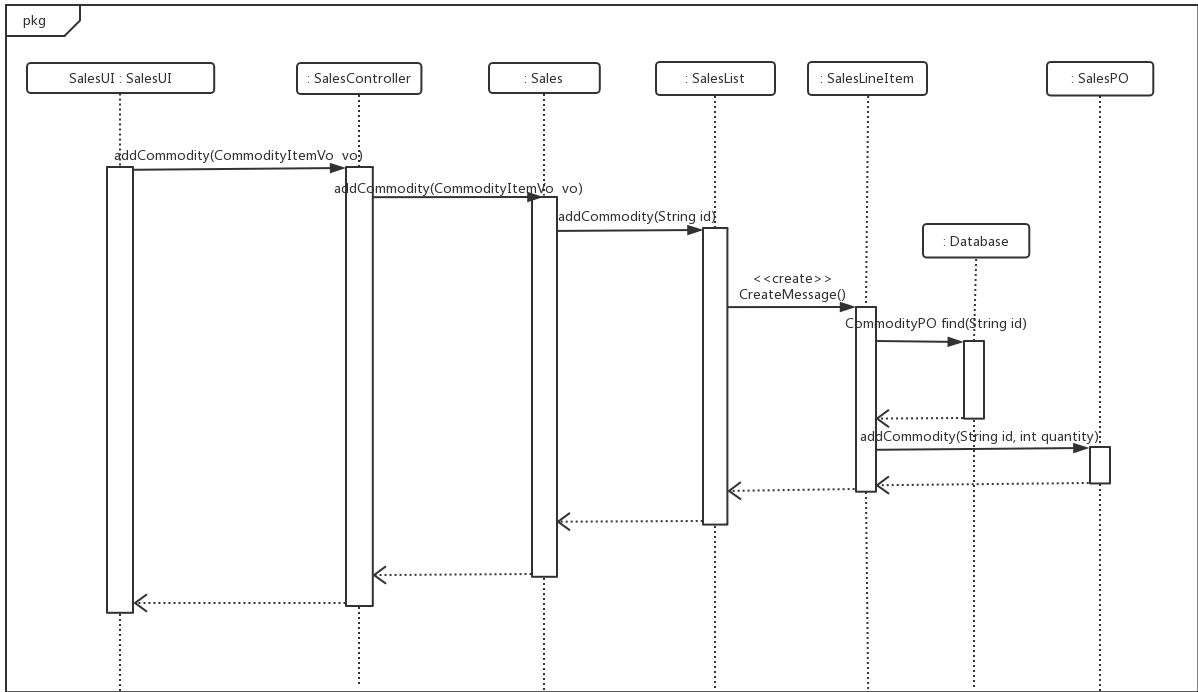 pkg
SalesUI : SalesUI
: SalesController
: Sales
: SalesList
: SalesLineItem
: SalesPO
addCommodity(CommodityItemVo  vo)
addCommodity(CommodityItemVo  vo)
addCommodity(String id)
: Database
<<create>>
CreateMessage()
CommodityPO find(String id)
addCommodity(String id, int quantity)